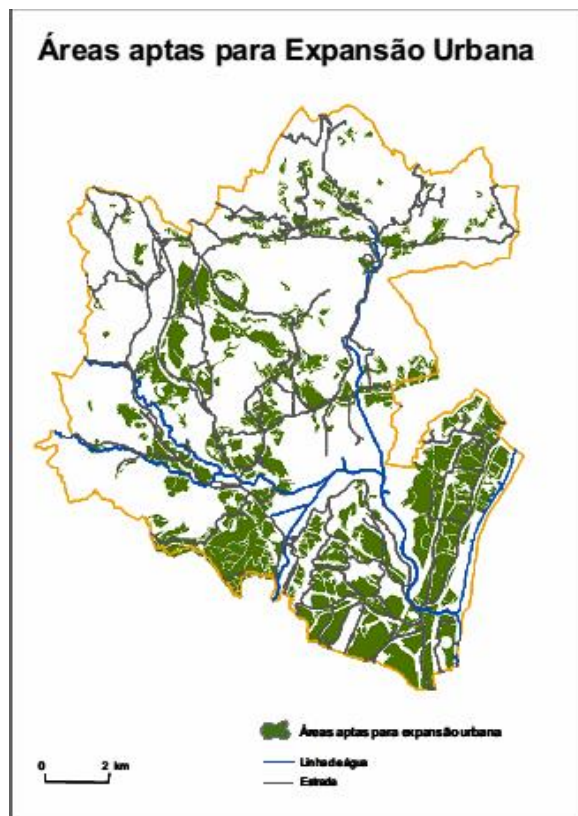 Áreas aptas para Expansão Urbana
Áreas aptas para expansão urbana
Linha de água
Estrada
0 2 km